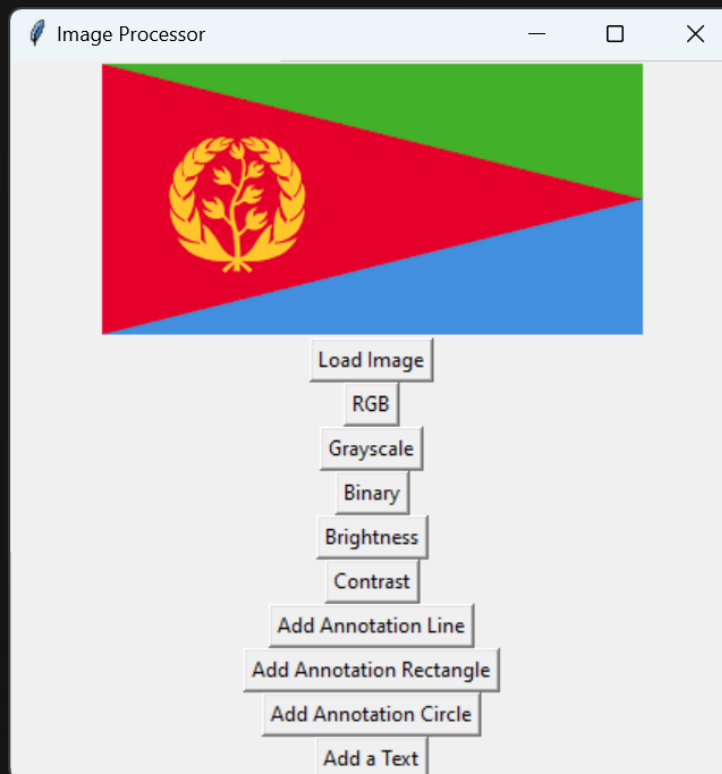 Image Processor
Load Image
RGB
Grayscale
Binary
Brightness
Contrast
Add Annotation Line
Add Annotation Rectangle
Add Annotation Circle
Add a Text